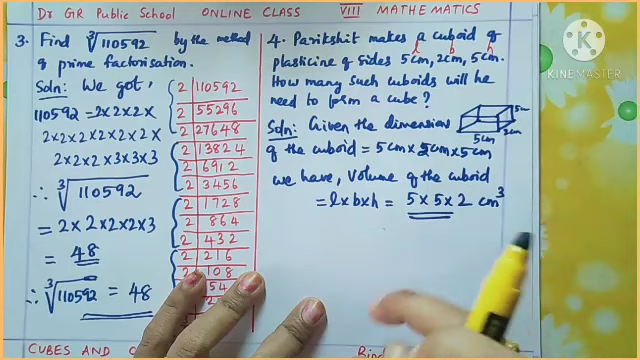 Dr GR Public School ONLINE CLASS VIII MATHEMATICS
3. Find ∛110592 by the method
of prime factorisation.
Soln: We got,
110592 = 2×2×2×
2×2×2×2×2×2×
2×2×2×3×3×3
∴ ∛110592
= 2×2×2×2×3
= 48
∴ ∛110592 = 48
2 110592
2 55296
2 27648
2 13824
2 6912
2 3456
2 1728
2 864
2 432
2 216
2 108
54
2
4. Parikshit makes a cuboid of
l b h
plasticine of sides 5cm, 2cm, 5cm.
How many such cuboids will he
need to form a cube?
Soln: Given the dimension
5cm
2cm
5cm
of the cuboid = 5cm×2cm×5cm
We have, Volume of the cuboid
= l×b×h = 5×5×2 cm³
CUBES AND
KINEMASTER